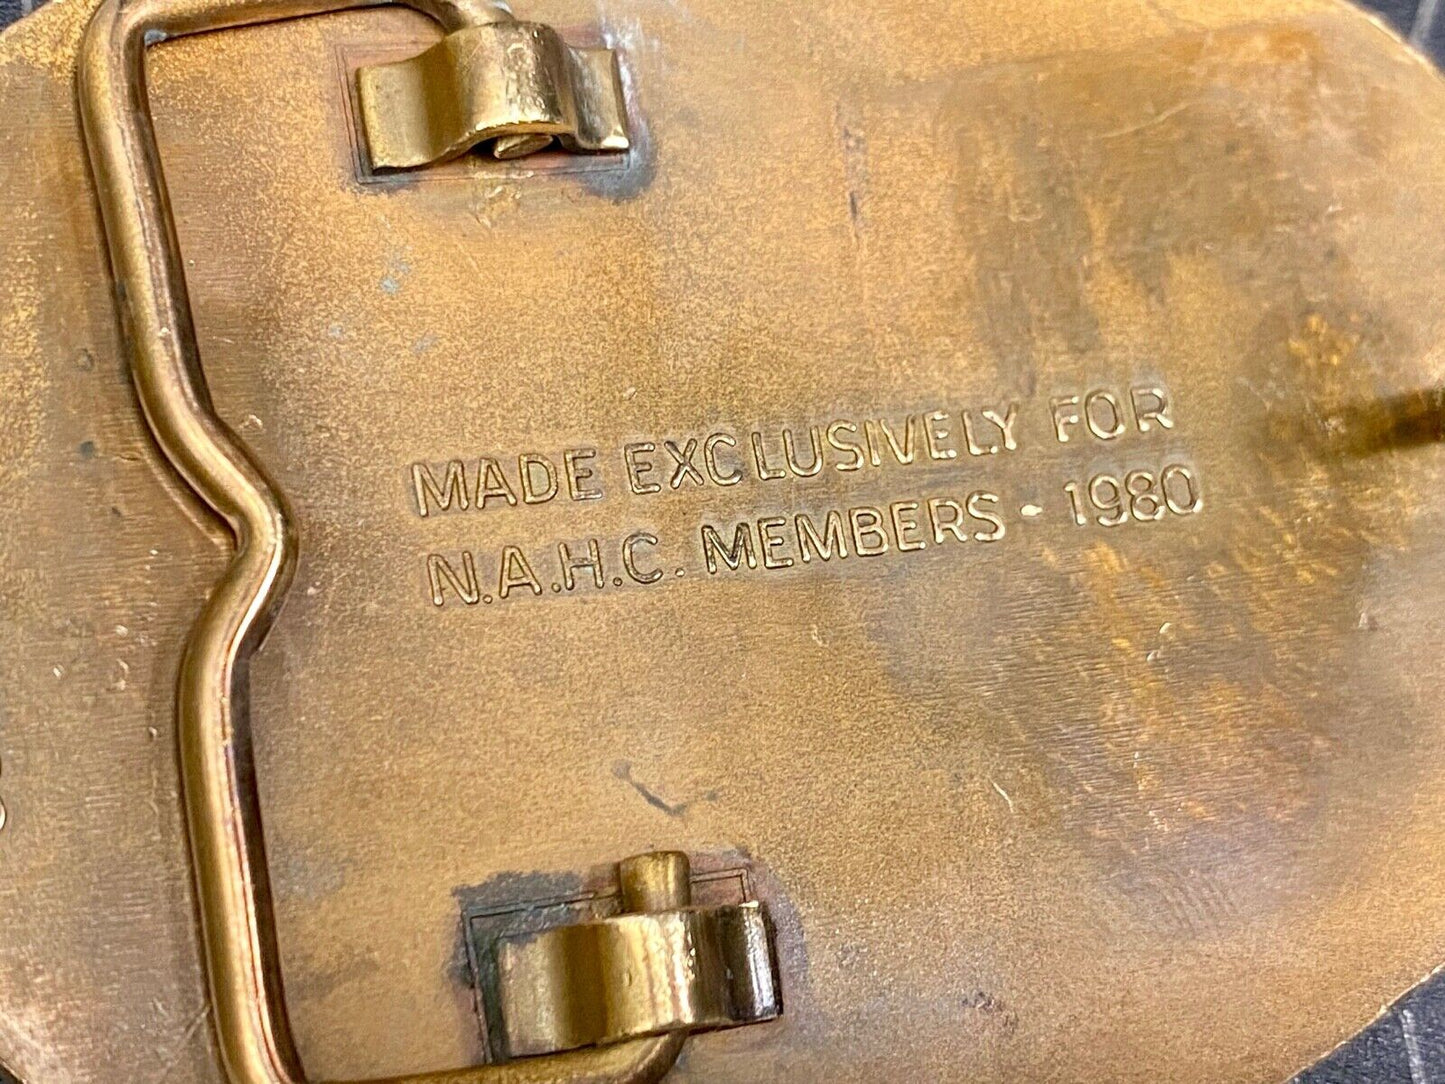 MADE EXCLUSIVELY FOR
N.A.H.C. MEMBERS - 1980